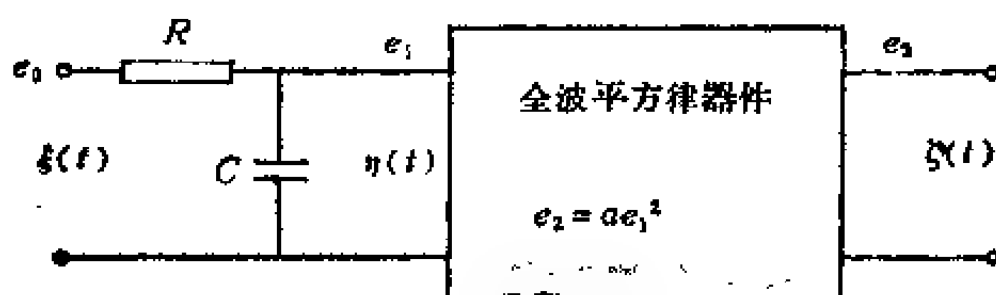 R
e₀
e₁
e₂
全波平方律器件
ξ(t)
C
η(t)
ζ(t)
e₂ = ae₁²